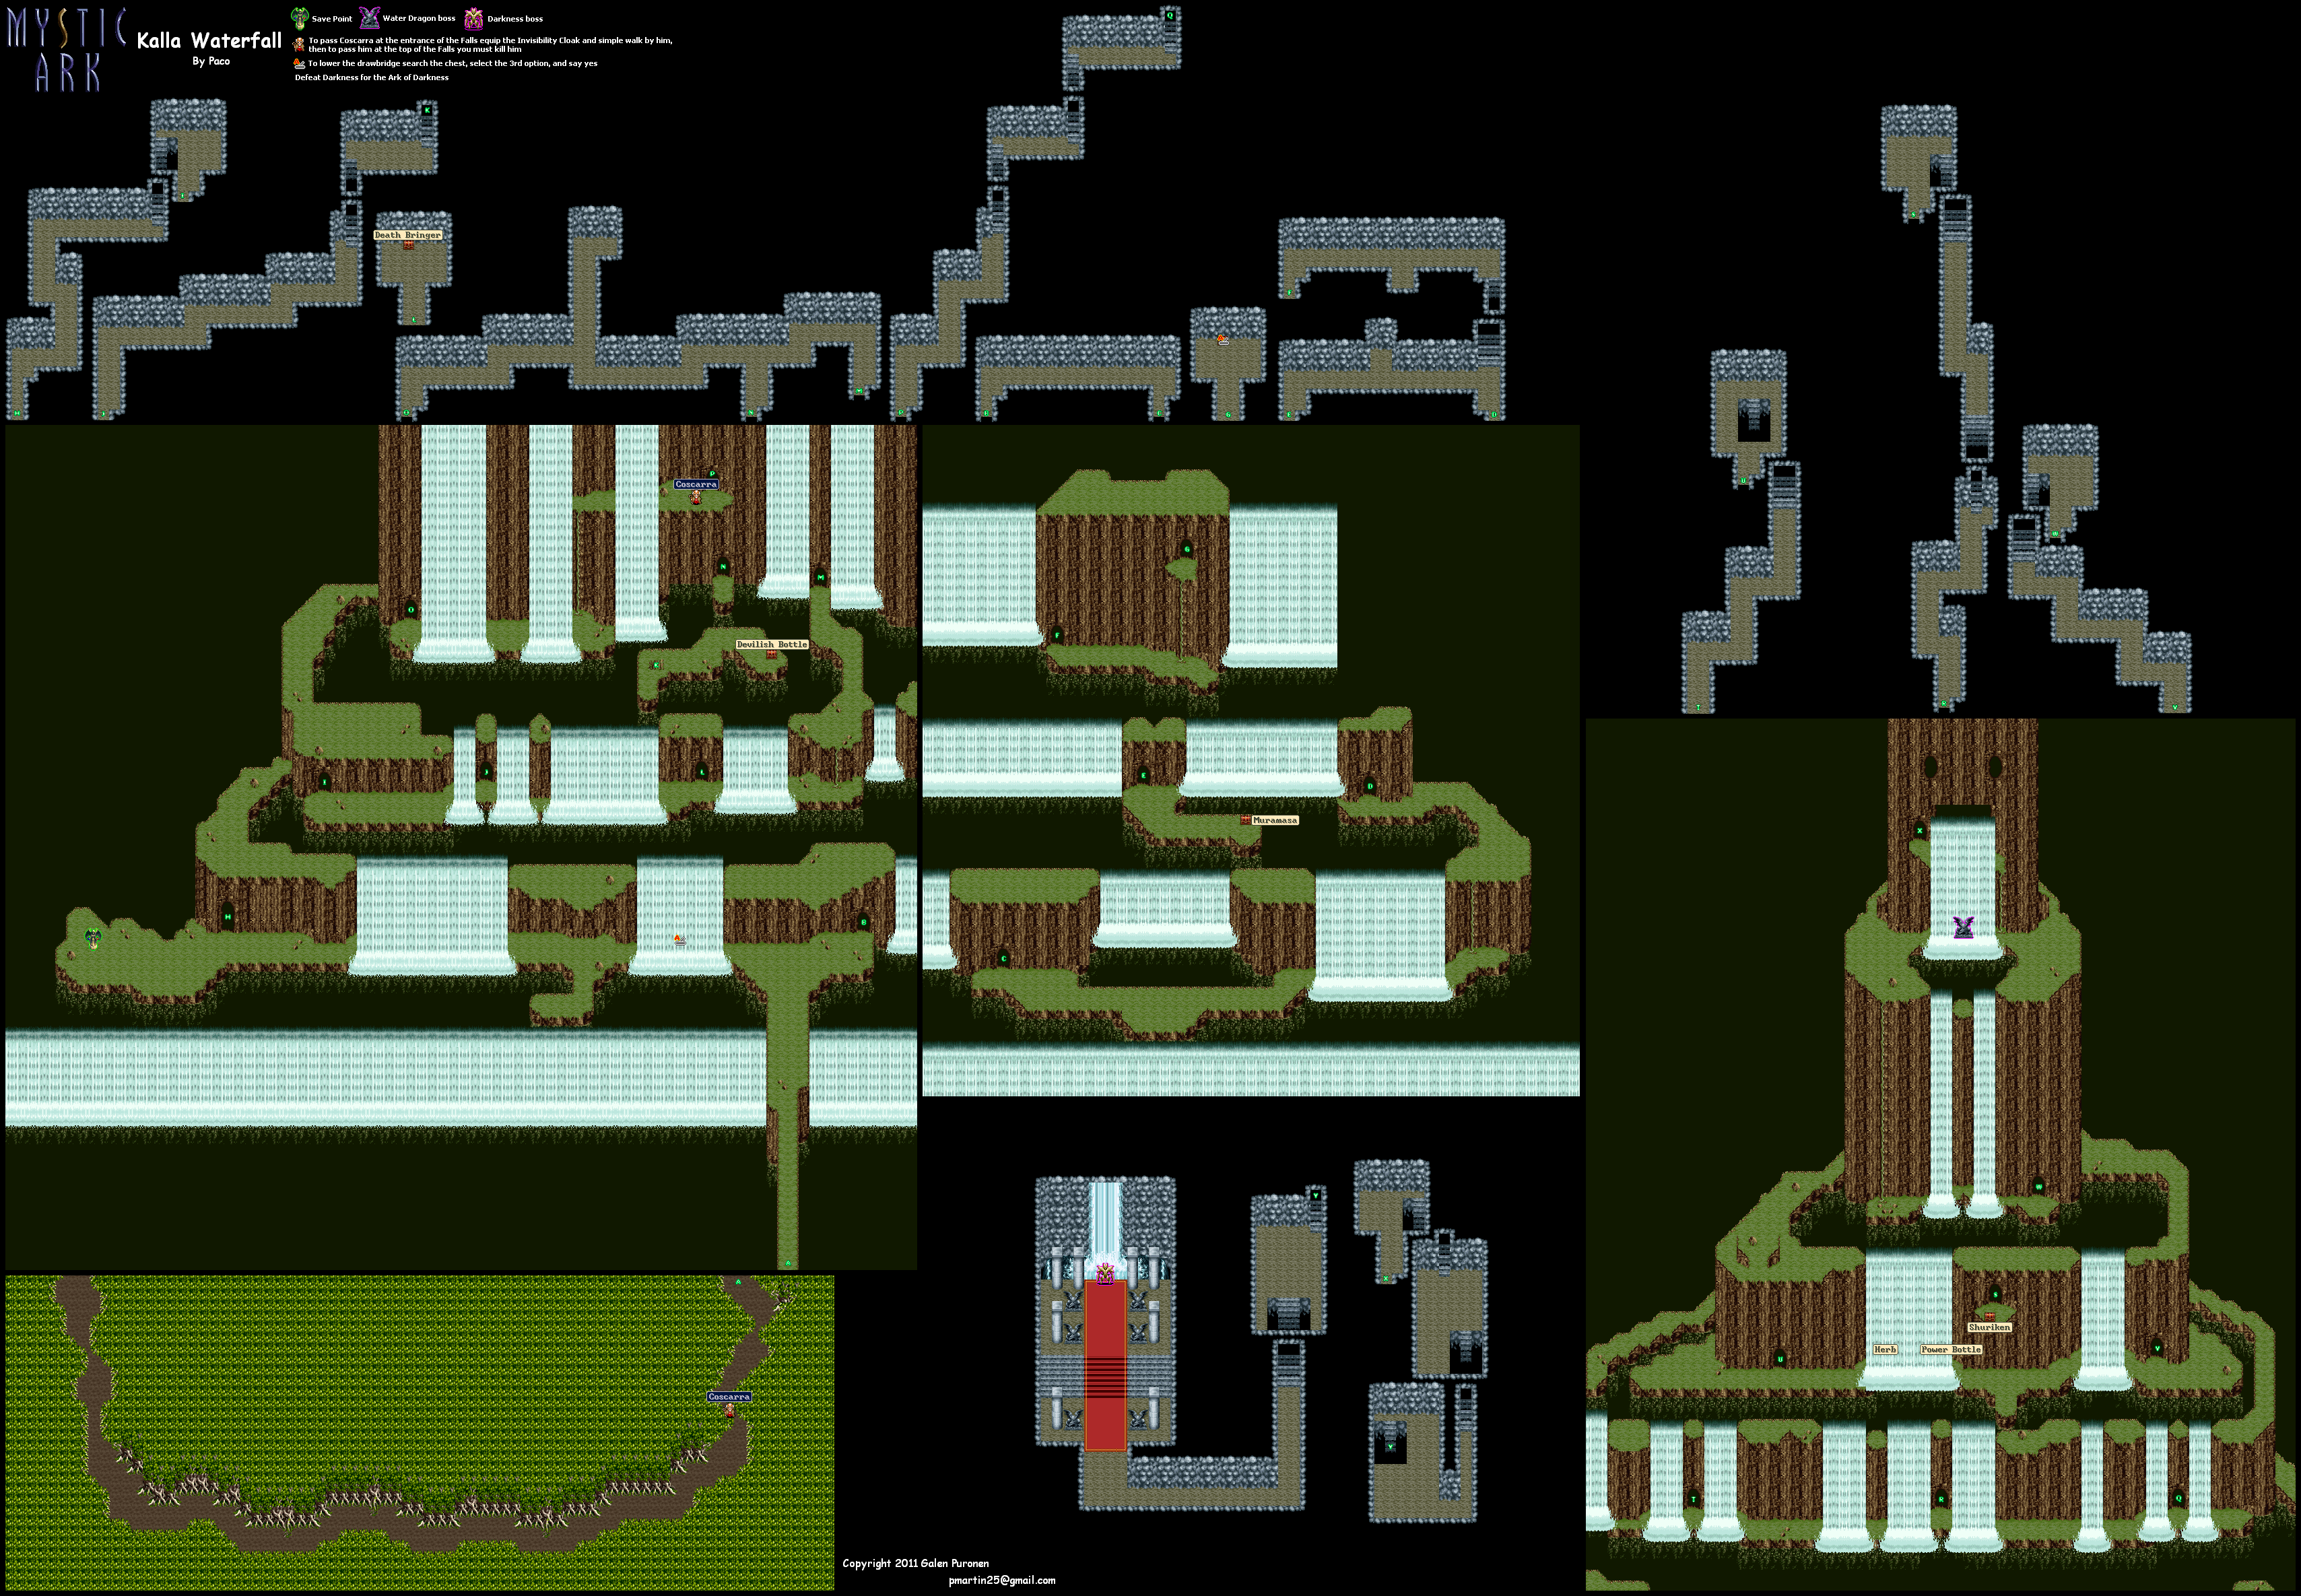 MYSTIC
ARK
Kalla Waterfall
By Paco
Save Point
Water Dragon boss
Darkness boss
To pass Coscarra at the entrance of the Falls equip the Invisibility Cloak and simple walk by him,
then to pass him at the top of the Falls you must kill him
To lower the drawbridge search the chest, select the 3rd option, and say yes
Defeat Darkness for the Ark of Darkness
Q
K
I
S
Death Bringer
L
F
H
J
O
N
M
P
B
C
G
E
D
U
W
T
R
V
P
Coscarra
N
M
O
Devilish Bottle
K
I
J
L
H
B
A
G
F
E
D
Muramasa
C
X
W
S
Shuriken
Herb
Power Bottle
U
V
T
R
Q
A
Coscarra
Y
X
Y
Copyright 2011 Galen Puronen
pmartin25@gmail.com